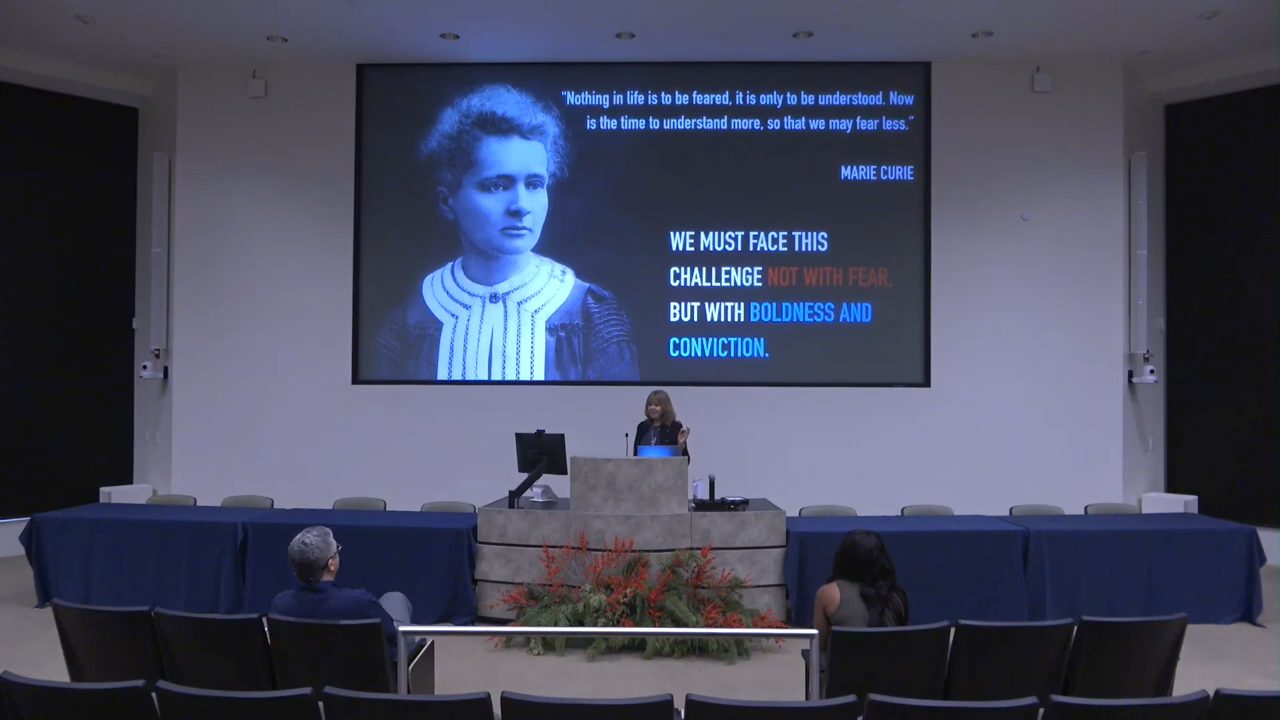 "Nothing in life is to be feared, it is only to be understood. Now
is the time to understand more, so that we may fear less."
MARIE CURIE
WE MUST FACE THIS
CHALLENGE NOT WITH FEAR,
BUT WITH BOLDNESS AND
CONVICTION.